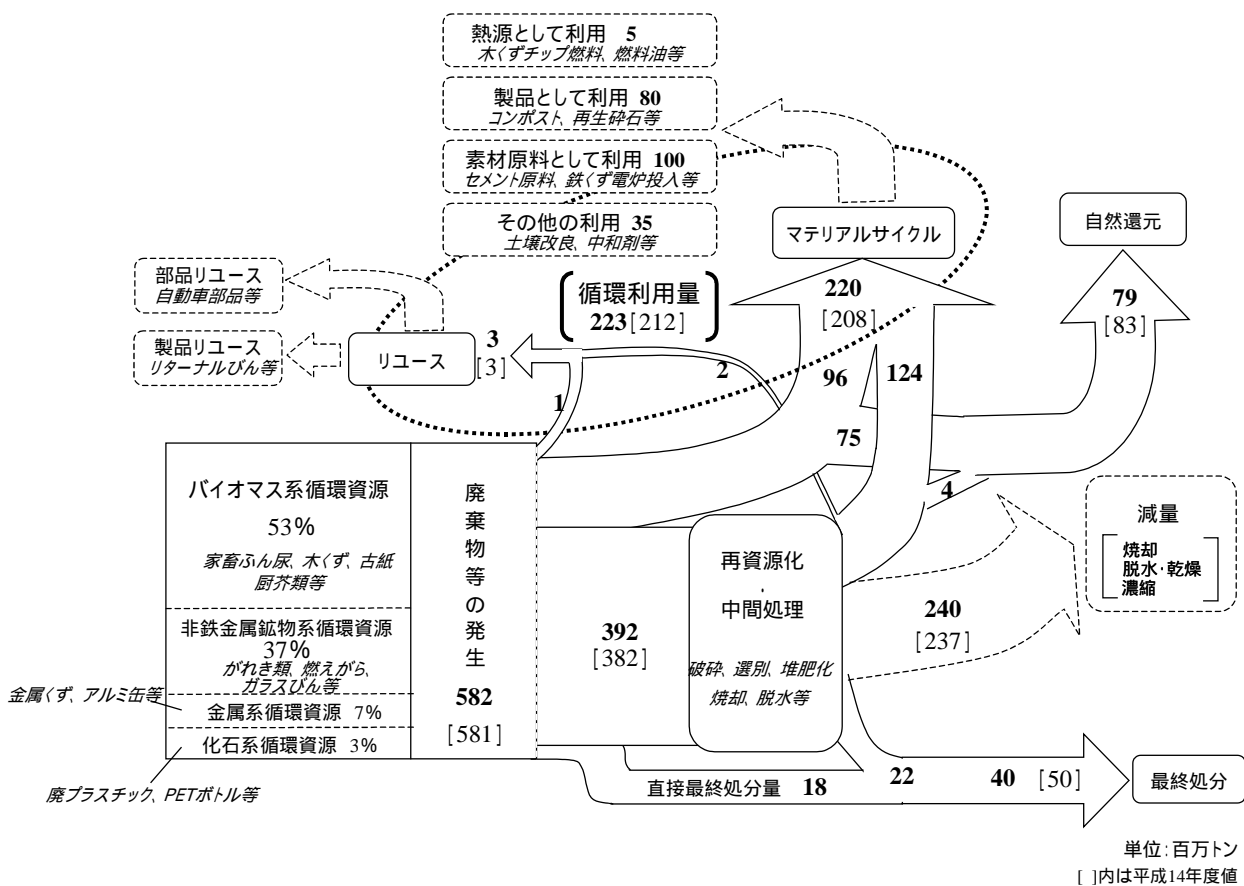 熱源として利用 5
木くずチップ燃料、燃料油等
製品として利用 80
コンポスト、再生砕石等
素材原料として利用 100
セメント原料、鉄くず電炉投入等
その他の利用 35
土壌改良、中和剤等
マテリアルサイクル
自然還元
部品リユース
自動車部品等
製品リユース
リターナルびん等
リユース
3
[3]
循環利用量
223[212]
220
[208]
79
[83]
1
2
96
124
75
4
バイオマス系循環資源
53%
家畜ふん尿、木くず、古紙
厨芥類等
非鉄金属鉱物系循環資源
37%
がれき類、燃えがら、
ガラスびん等
金属くず、アルミ缶等
金属系循環資源 7%
化石系循環資源 3%
廃プラスチック、PETボトル等
廃棄物等の発生
582
[581]
392
[382]
再資源化
・
中間処理
破砕、選別、堆肥化
焼却、脱水等
減量
焼却
脱水・乾燥
濃縮
240
[237]
直接最終処分量 18
22
40 [50]
最終処分
単位:百万トン
[ ]内は平成14年度値